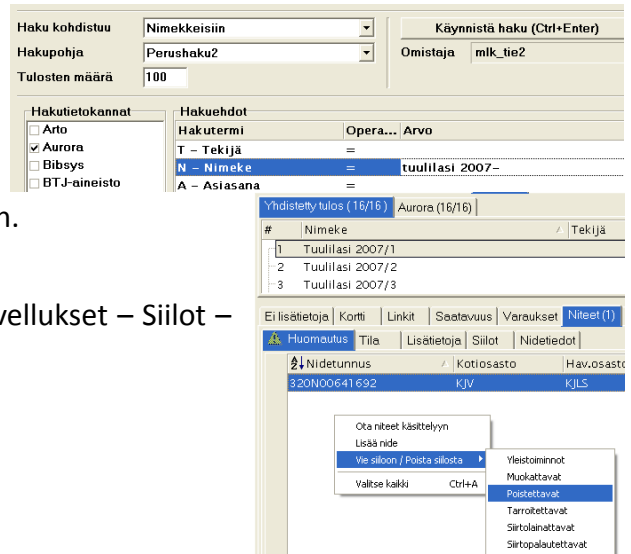 Haku kohdistuu Nimekkeisiin Käynnistä haku (Ctrl+Enter)
Hakupohja Perushaku2 Omistaja mlk_tie2
Tulosten määrä 100
Hakutietokannat Hakuehdot
Arto Hakutermi Opera... Arvo
Aurora T – Tekijä =
Bibsys N – Nimeke = tuulilasi 2007–
BTJ-aineisto A – Asiasana =
n.
vellukset – Siilot –
Yhdistetty tulos (16/16) Aurora (16/16)
# Nimeke Tekijä
1 Tuulilasi 2007/1
2 Tuulilasi 2007/2
3 Tuulilasi 2007/3
Ei lisätietoja Kortti Linkit Saatavuus Varaukset Niteet (1)
Huomautus Tila Lisätietoja Siilot Nidetiedot
Nidetunnus Kotiosasto Hav.osasto
320N00641692 KJV KJLS
Ota niteet käsittelyyn
Lisää nide
Vie siiloon / Poista siilosta
Valitse kaikki Ctrl+A
Yleistoiminnot
Muokattavat
Poistettavat
Tarroitettavat
Siirtolainattavat
Siirtopalautettavat